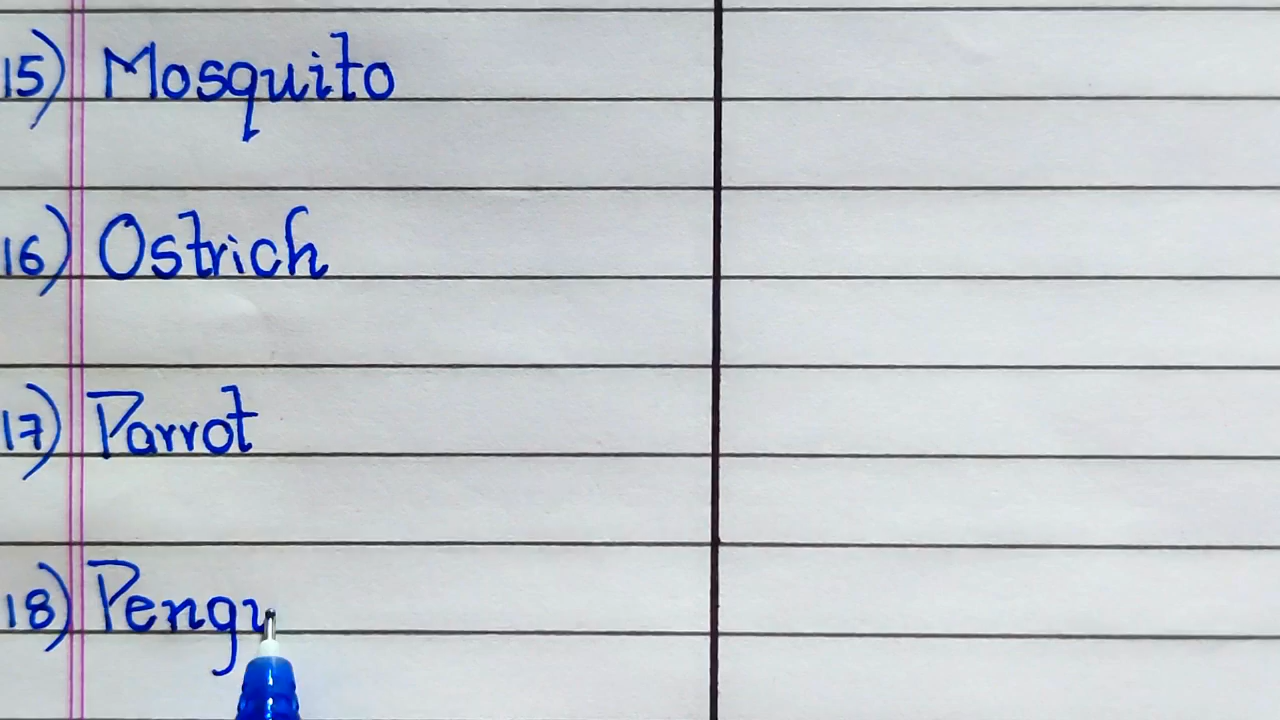 15) Mosquito
16) Ostrich
17) Parrot
18) Pengu